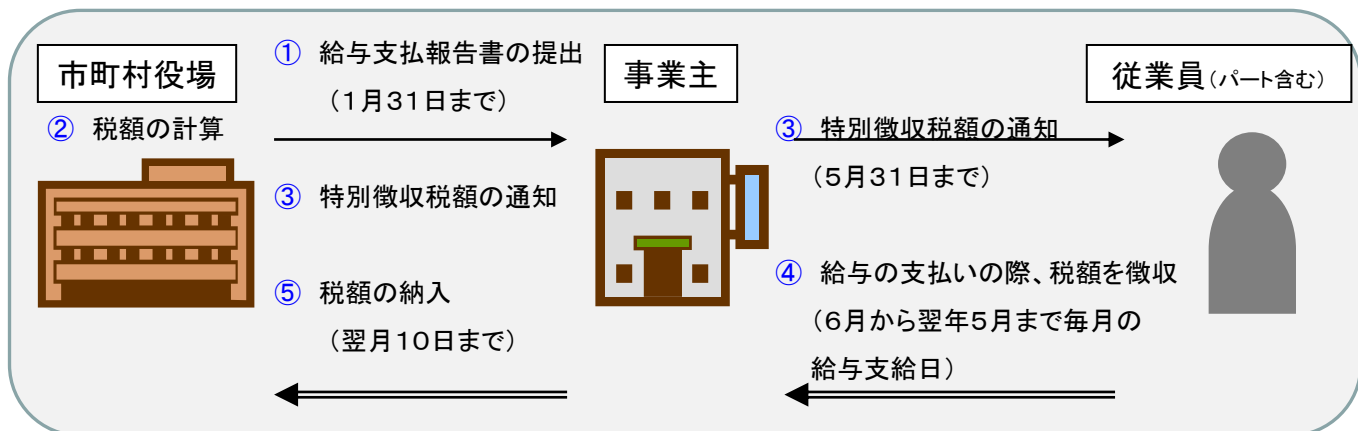 市町村役場
② 税額の計算
① 給与支払報告書の提出
（１月３１日まで）
③ 特別徴収税額の通知
⑤ 税額の納入
（翌月１０日まで）
事業主
③ 特別徴収税額の通知
（５月３１日まで）
④ 給与の支払いの際、税額を徴収
（６月から翌年５月まで毎月の
給与支給日）
従業員（パート含む）